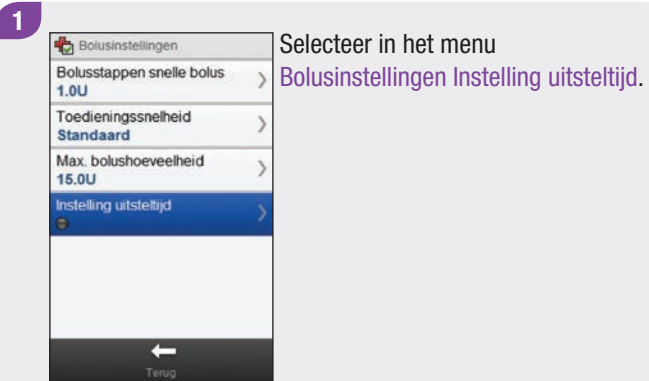 1
Bolusinstellingen
Bolusstappen snelle bolus
1.0U
Toedieningssnelheid
Standaard
Max. bolushoeveelheid
15.0U
Instelling uitsteltijd
Terug
Selecteer in het menu
Bolusinstellingen Instelling uitsteltijd.